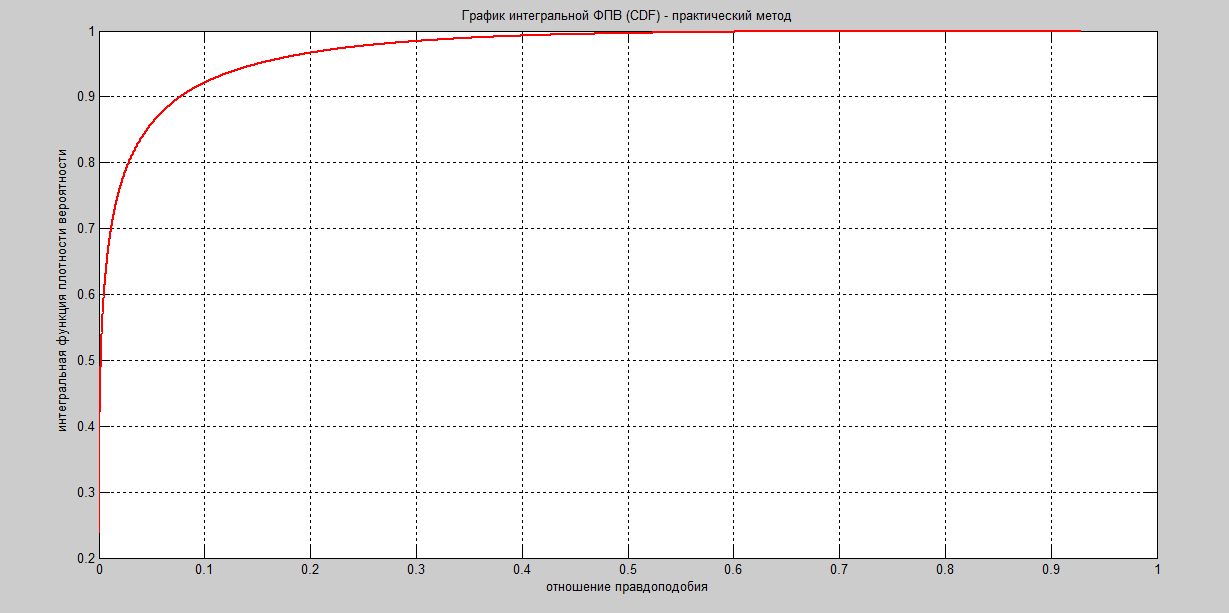 График интегральной ФПВ (CDF) - практический метод
интегральная функция плотности вероятности
1
0.9
0.8
0.7
0.6
0.5
0.4
0.3
0.2
0 0.1 0.2 0.3 0.4 0.5 0.6 0.7 0.8 0.9 1
отношение правдоподобия